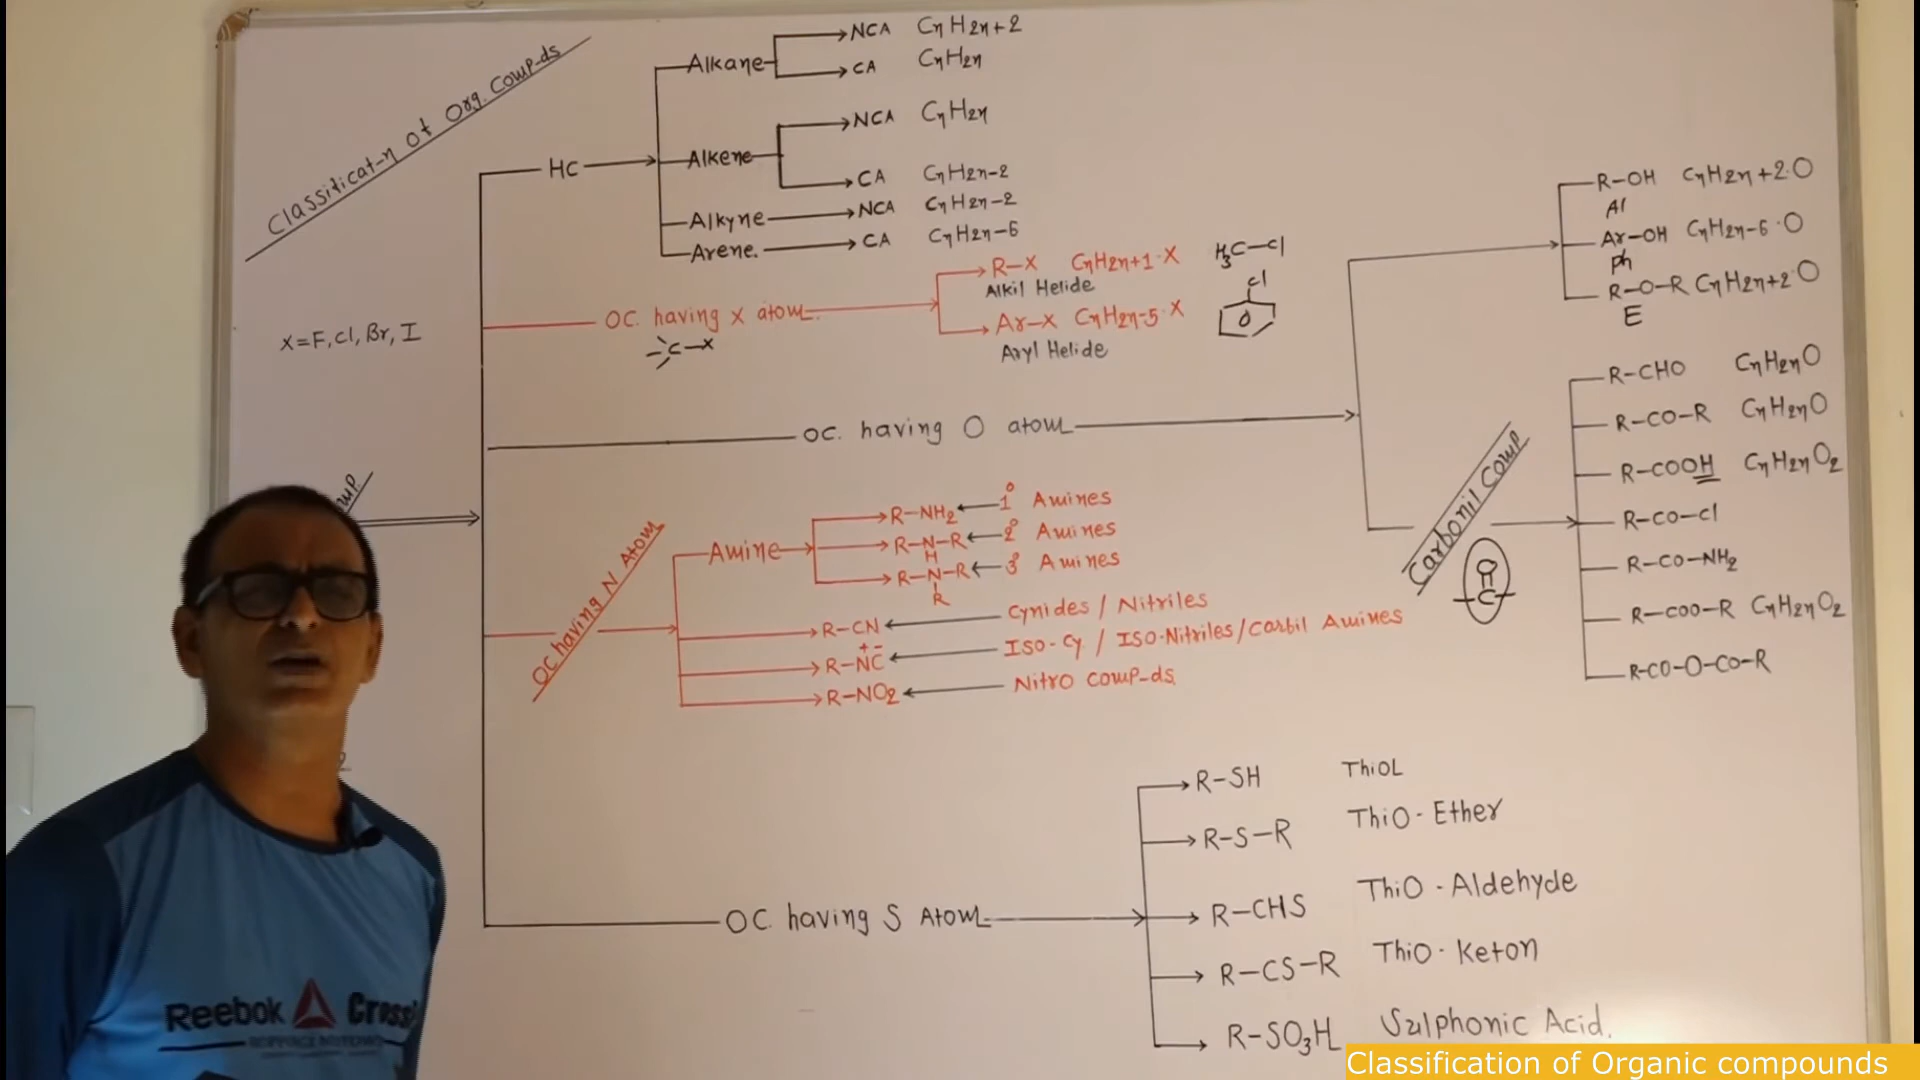 Classificat-n of Org. Comp-ds
HC
Alkane
NCA CnH2n+2
CA CnH2n
Alkene
NCA CnH2n
CA CnH2n-2
Alkyne NCA CnH2n-2
Arene. CA CnH2n-6
X=F, Cl, Br, I
OC. having X atom.
-C-X
R-X CnH2n+1·X H3C-Cl
Alkil Helide
Ar-X CnH2n-5·X Cl
Aryl Helide
OC. having O atom
R-OH CnH2n+2·O
Al
Ar-OH CnH2n-6·O
Ph
R-O-R CnH2n+2·O
E
Carbonil Comp
O
-C-
R-CHO CnH2nO
R-CO-R CnH2nO
R-COOH CnH2nO2
R-CO-Cl
R-CO-NH2
R-COO-R CnH2nO2
R-CO-O-CO-R
OC having N Atom
Amine
R-NH2 1° Amines
R-N-R 2° Amines
H
R-N-R 3° Amines
R
R-CN Cynides / Nitriles
R-N+C- Iso-Cy / ISO-Nitriles/Carbil Amines
R-NO2 Nitro comp-ds.
OC. having S Atom
R-SH ThiOL
R-S-R ThiO-Ether
R-CHS ThiO-Aldehyde
R-CS-R ThiO-Keton
R-SO3H Sulphonic Acid.
Reebok
Classification of Organic compounds